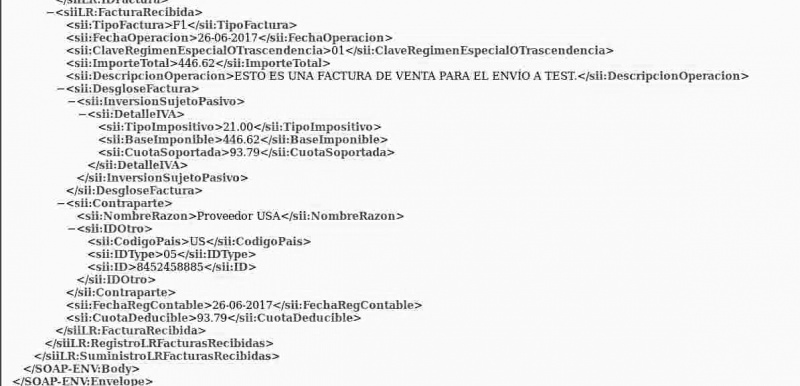 </siiLR:IDFactura>
−<siiLR:FacturaRecibida>
<sii:TipoFactura>F1</sii:TipoFactura>
<sii:FechaOperacion>26-06-2017</sii:FechaOperacion>
<sii:ClaveRegimenEspecialOTrascendencia>01</sii:ClaveRegimenEspecialOTrascendencia>
<sii:ImporteTotal>446.62</sii:ImporteTotal>
<sii:DescripcionOperacion>ESTO ES UNA FACTURA DE VENTA PARA EL ENVÍO A TEST.</sii:DescripcionOperacion>
−<sii:DesgloseFactura>
−<sii:InversionSujetoPasivo>
−<sii:DetalleIVA>
<sii:TipoImpositivo>21.00</sii:TipoImpositivo>
<sii:BaseImponible>446.62</sii:BaseImponible>
<sii:CuotaSoportada>93.79</sii:CuotaSoportada>
</sii:DetalleIVA>
</sii:InversionSujetoPasivo>
</sii:DesgloseFactura>
−<sii:Contraparte>
<sii:NombreRazon>Proveedor USA</sii:NombreRazon>
−<sii:IDOtro>
<sii:CodigoPais>US</sii:CodigoPais>
<sii:IDType>05</sii:IDType>
<sii:ID>8452458885</sii:ID>
</sii:IDOtro>
</sii:Contraparte>
<sii:FechaRegContable>26-06-2017</sii:FechaRegContable>
<sii:CuotaDeducible>93.79</sii:CuotaDeducible>
</siiLR:FacturaRecibida>
</siiLR:RegistroLRFacturasRecibidas>
</siiLR:SuministroLRFacturasRecibidas>
</SOAP-ENV:Body>
</SOAP-ENV:Envelope>